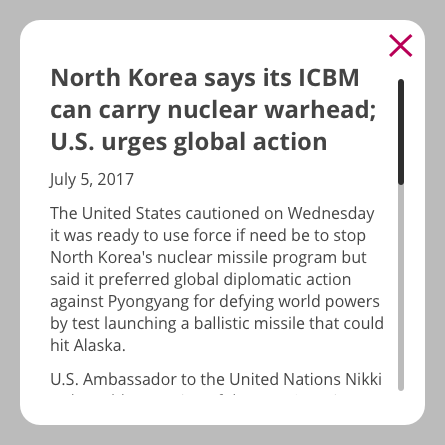 North Korea says its ICBM
can carry nuclear warhead;
U.S. urges global action
July 5, 2017
The United States cautioned on Wednesday
it was ready to use force if need be to stop
North Korea's nuclear missile program but
said it preferred global diplomatic action
against Pyongyang for defying world powers
by test launching a ballistic missile that could
hit Alaska.
U.S. Ambassador to the United Nations Nikki